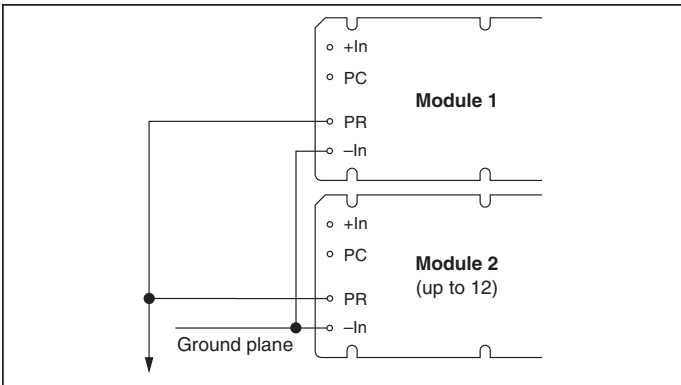 +In
PC
Module 1
PR
–In
+In
PC
Module 2
(up to 12)
PR
–In
Ground plane